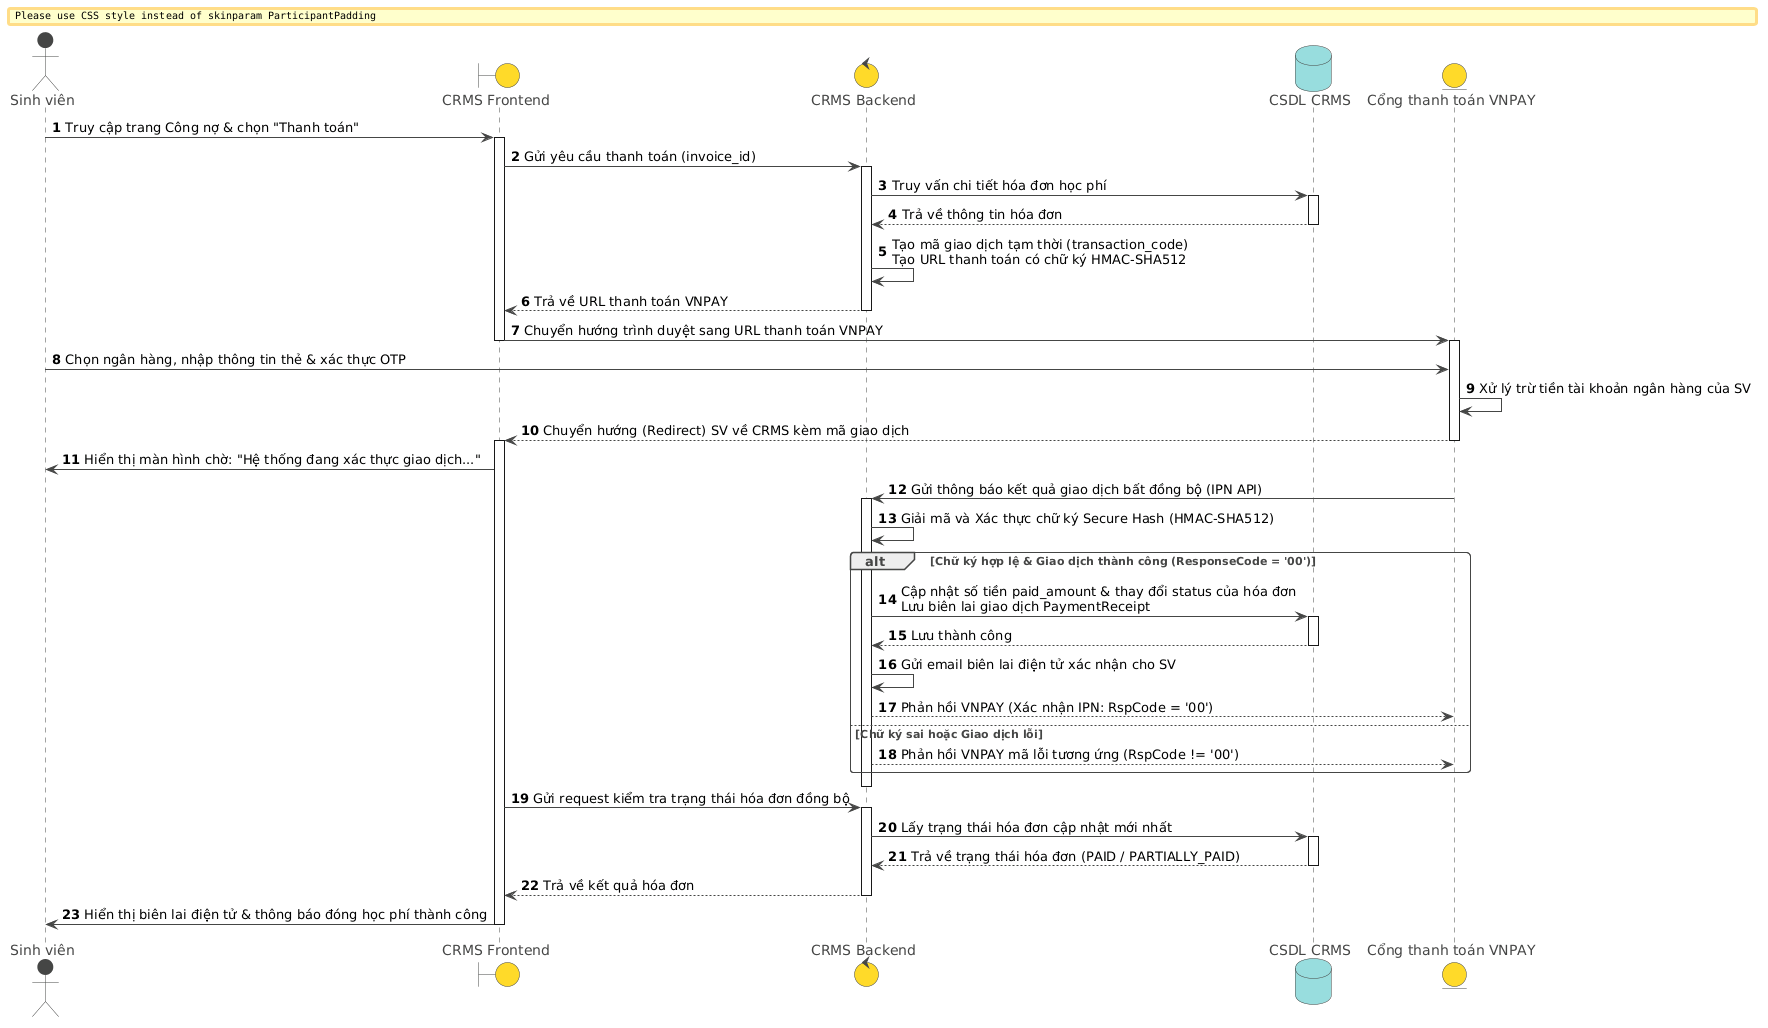 Please use CSS style instead of skinparam ParticipantPadding
Sinh viên
CRMS Frontend
CRMS Backend
CSDL CRMS
Cổng thanh toán VNPAY
1 Truy cập trang Công nợ & chọn "Thanh toán"
2 Gửi yêu cầu thanh toán (invoice_id)
3 Truy vấn chi tiết hóa đơn học phí
4 Trả về thông tin hóa đơn
5 Tạo mã giao dịch tạm thời (transaction_code)
Tạo URL thanh toán có chữ ký HMAC-SHA512
6 Trả về URL thanh toán VNPAY
7 Chuyển hướng trình duyệt sang URL thanh toán VNPAY
8 Chọn ngân hàng, nhập thông tin thẻ & xác thực OTP
9 Xử lý trừ tiền tài khoản ngân hàng của SV
10 Chuyển hướng (Redirect) SV về CRMS kèm mã giao dịch
11 Hiển thị màn hình chờ: "Hệ thống đang xác thực giao dịch..."
12 Gửi thông báo kết quả giao dịch bất đồng bộ (IPN API)
13 Giải mã và Xác thực chữ ký Secure Hash (HMAC-SHA512)
alt [Chữ ký hợp lệ & Giao dịch thành công (ResponseCode = '00')]
14 Cập nhật số tiền paid_amount & thay đổi status của hóa đơn
Lưu biên lai giao dịch PaymentReceipt
15 Lưu thành công
16 Gửi email biên lai điện tử xác nhận cho SV
17 Phản hồi VNPAY (Xác nhận IPN: RspCode = '00')
[Chữ ký sai hoặc Giao dịch lỗi]
18 Phản hồi VNPAY mã lỗi tương ứng (RspCode != '00')
19 Gửi request kiểm tra trạng thái hóa đơn đồng bộ
20 Lấy trạng thái hóa đơn cập nhật mới nhất
21 Trả về trạng thái hóa đơn (PAID / PARTIALLY_PAID)
22 Trả về kết quả hóa đơn
23 Hiển thị biên lai điện tử & thông báo đóng học phí thành công
Sinh viên
CRMS Frontend
CRMS Backend
CSDL CRMS
Cổng thanh toán VNPAY